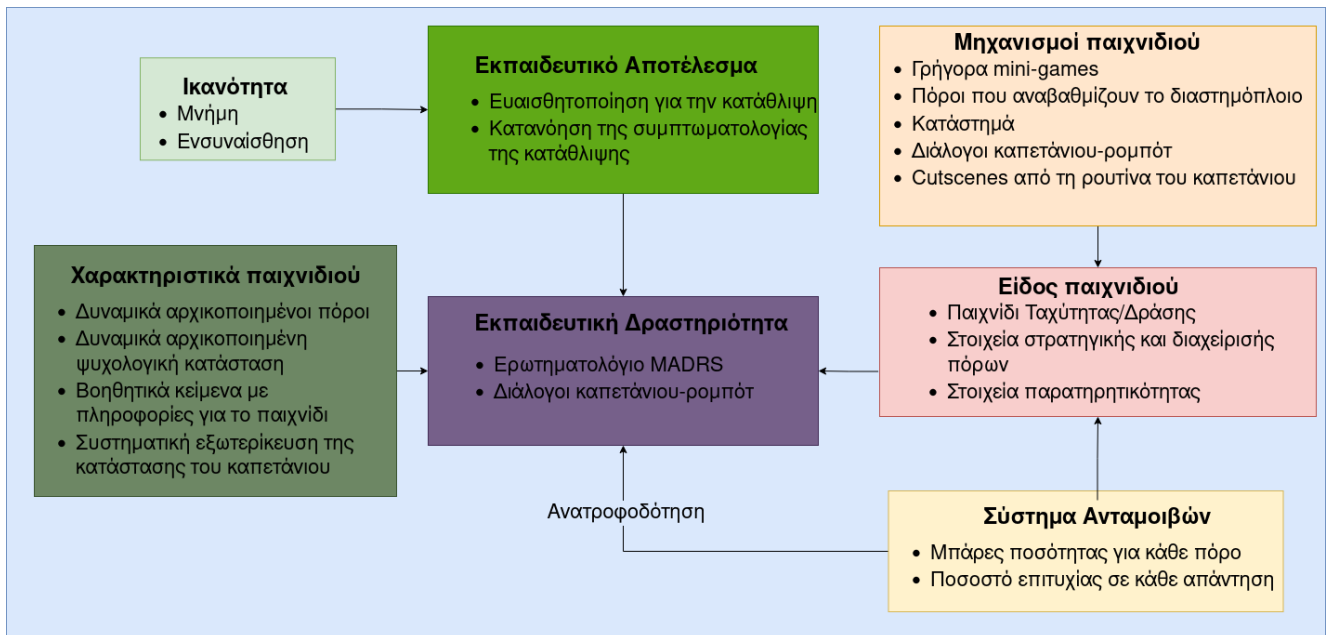 Ικανότητα
• Μνήμη
• Ενσυναίσθηση
Εκπαιδευτικό Αποτέλεσμα
• Ευαισθητοποίηση για την κατάθλιψη
• Κατανόηση της συμπτωματολογίας
της κατάθλιψης
Μηχανισμοί παιχνιδιού
• Γρήγορα mini-games
• Πόροι που αναβαθμίζουν το διαστημόπλοιο
• Κατάστημά
• Διάλογοι καπετάνιου-ρομπότ
• Cutscenes από τη ρουτίνα του καπετάνιου
Χαρακτηριστικά παιχνιδιού
• Δυναμικά αρχικοποιημένοι πόροι
• Δυναμικά αρχικοποιημένη
ψυχολογική κατάσταση
• Βοηθητικά κείμενα με
πληροφορίες για το παιχνίδι
• Συστηματική εξωτερίκευση της
κατάστασης του καπετάνιου
Εκπαιδευτική Δραστηριότητα
• Ερωτηματολόγιο MADRS
• Διάλογοι καπετάνιου-ρομπότ
Είδος παιχνιδιού
• Παιχνίδι Ταχύτητας/Δράσης
• Στοιχεία στρατηγικής και διαχείρισής
πόρων
• Στοιχεία παρατηρητικότητας
Ανατροφοδότηση
Σύστημα Ανταμοιβών
• Μπάρες ποσότητας για κάθε πόρο
• Ποσοστό επιτυχίας σε κάθε απάντηση